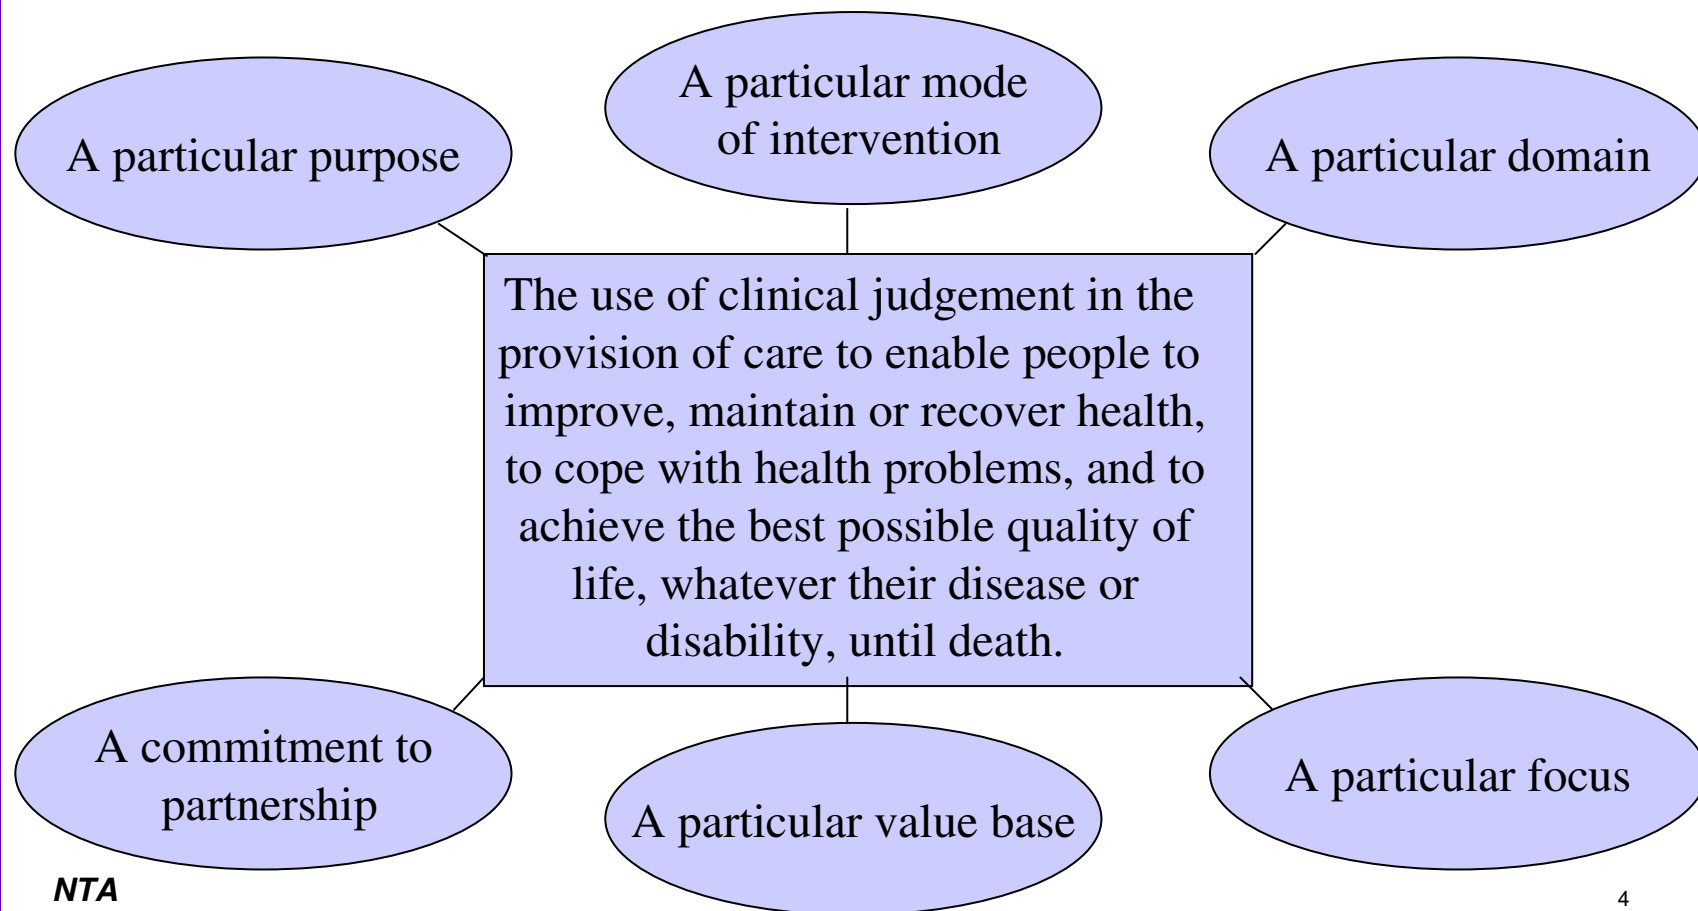 A particular purpose
A particular mode
of intervention
A particular domain
The use of clinical judgement in the
provision of care to enable people to
improve, maintain or recover health,
to cope with health problems, and to
achieve the best possible quality of
life, whatever their disease or
disability, until death.
A commitment to
partnership
A particular value base
A particular focus
NTA
4